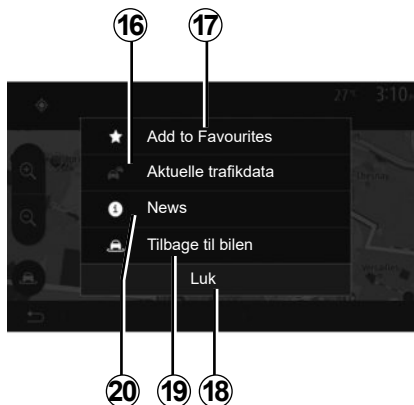 16 17
27° 3:10
Add to Favourites
Aktuelle trafikdata
News
Tilbage til bilen
Luk
20 19 18